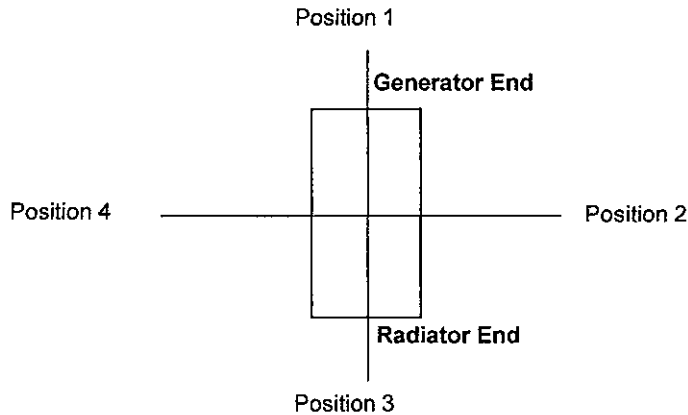 Position 1
Generator End
Position 4
Position 2
Radiator End
Position 3